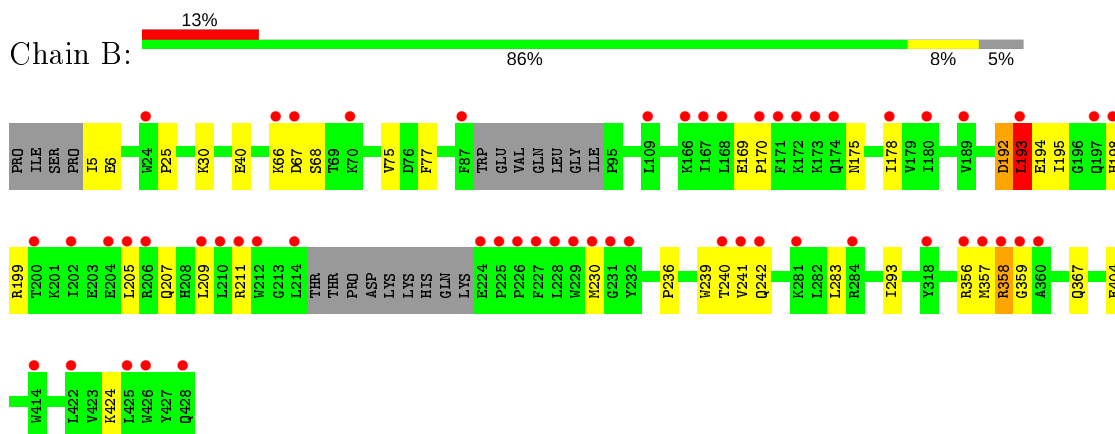 13%
Chain B:
86% 8% 5%
PRO ILE SER PRO I5 E6 W24 P25 K30 E40 K66 D67 S68 T69 K70 V75 D76 F77 F87 TRP GLU VAL GLN LEU GLY ILE P95 L109 K166 I167 L168 E169 P170 F171 K172 K173 Q174 N175 I178 V179 I180 V189 D192 L193 E194 I195 G196 Q197 H198
R199 T200 K201 I202 E203 E204 L205 R206 Q207 H208 L209 L210 R211 W212 G213 L214 THR THR PRO ASP LYS LYS HIS GLN LYS E224 P225 P226 F227 L228 W229 M230 G231 Y232 P236 W239 T240 V241 Q242 K281 L282 L283 R284 I293 Y318 R356 M357 R358 G359 A360 Q367 E404
W414 L422 V423 K424 L425 W426 Y427 Q428